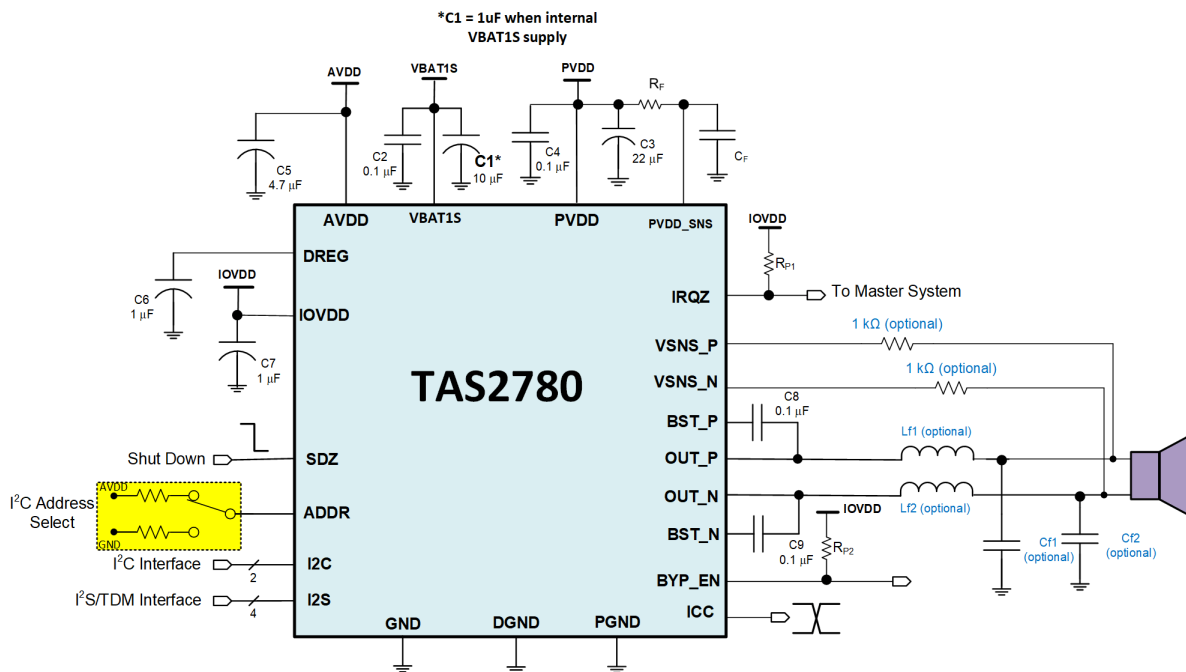 *C1 = 1uF when internal
VBAT1S supply
AVDD
VBAT1S
PVDD
R_F
C5
4.7 µF
C2
0.1 µF
C1*
10 µF
C4
0.1 µF
C3
22 µF
C_F
AVDD
VBAT1S
PVDD
PVDD_SNS
DREG
C6
1 µF
IOVDD
IOVDD
C7
1 µF
TAS2780
IOVDD
R_P1
IRQZ
To Master System
1 kΩ (optional)
VSNS_P
1 kΩ (optional)
VSNS_N
C8
0.1 µF
BST_P
Lf1 (optional)
OUT_P
OUT_N
Lf2 (optional)
IOVDD
BST_N
C9
0.1 µF
R_P2
Cf1
(optional)
Cf2
(optional)
BYP_EN
ICC
Shut Down
SDZ
I²C Address
Select
AVDD
GND
ADDR
I²C Interface
2
I2C
I²S/TDM Interface
4
I2S
GND
DGND
PGND